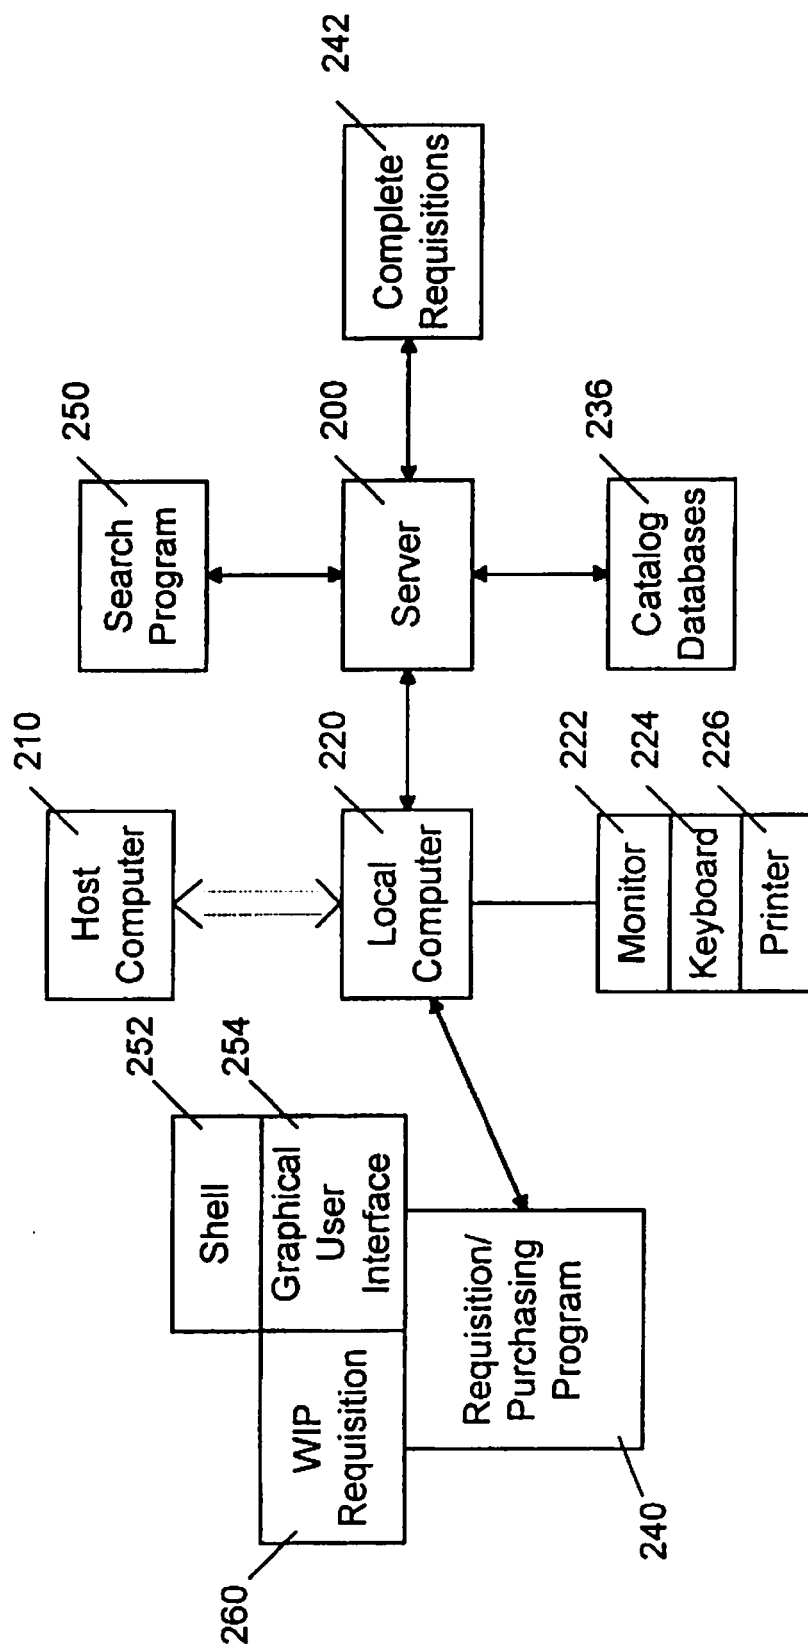 252
Shell
254
Graphical
User
Interface
WIP
Requisition
260
Requisition/
Purchasing
Program
240
210
Host
Computer
220
Local
Computer
222
Monitor
224
Keyboard
226
Printer
250
Search
Program
200
Server
236
Catalog
Databases
242
Complete
Requisitions